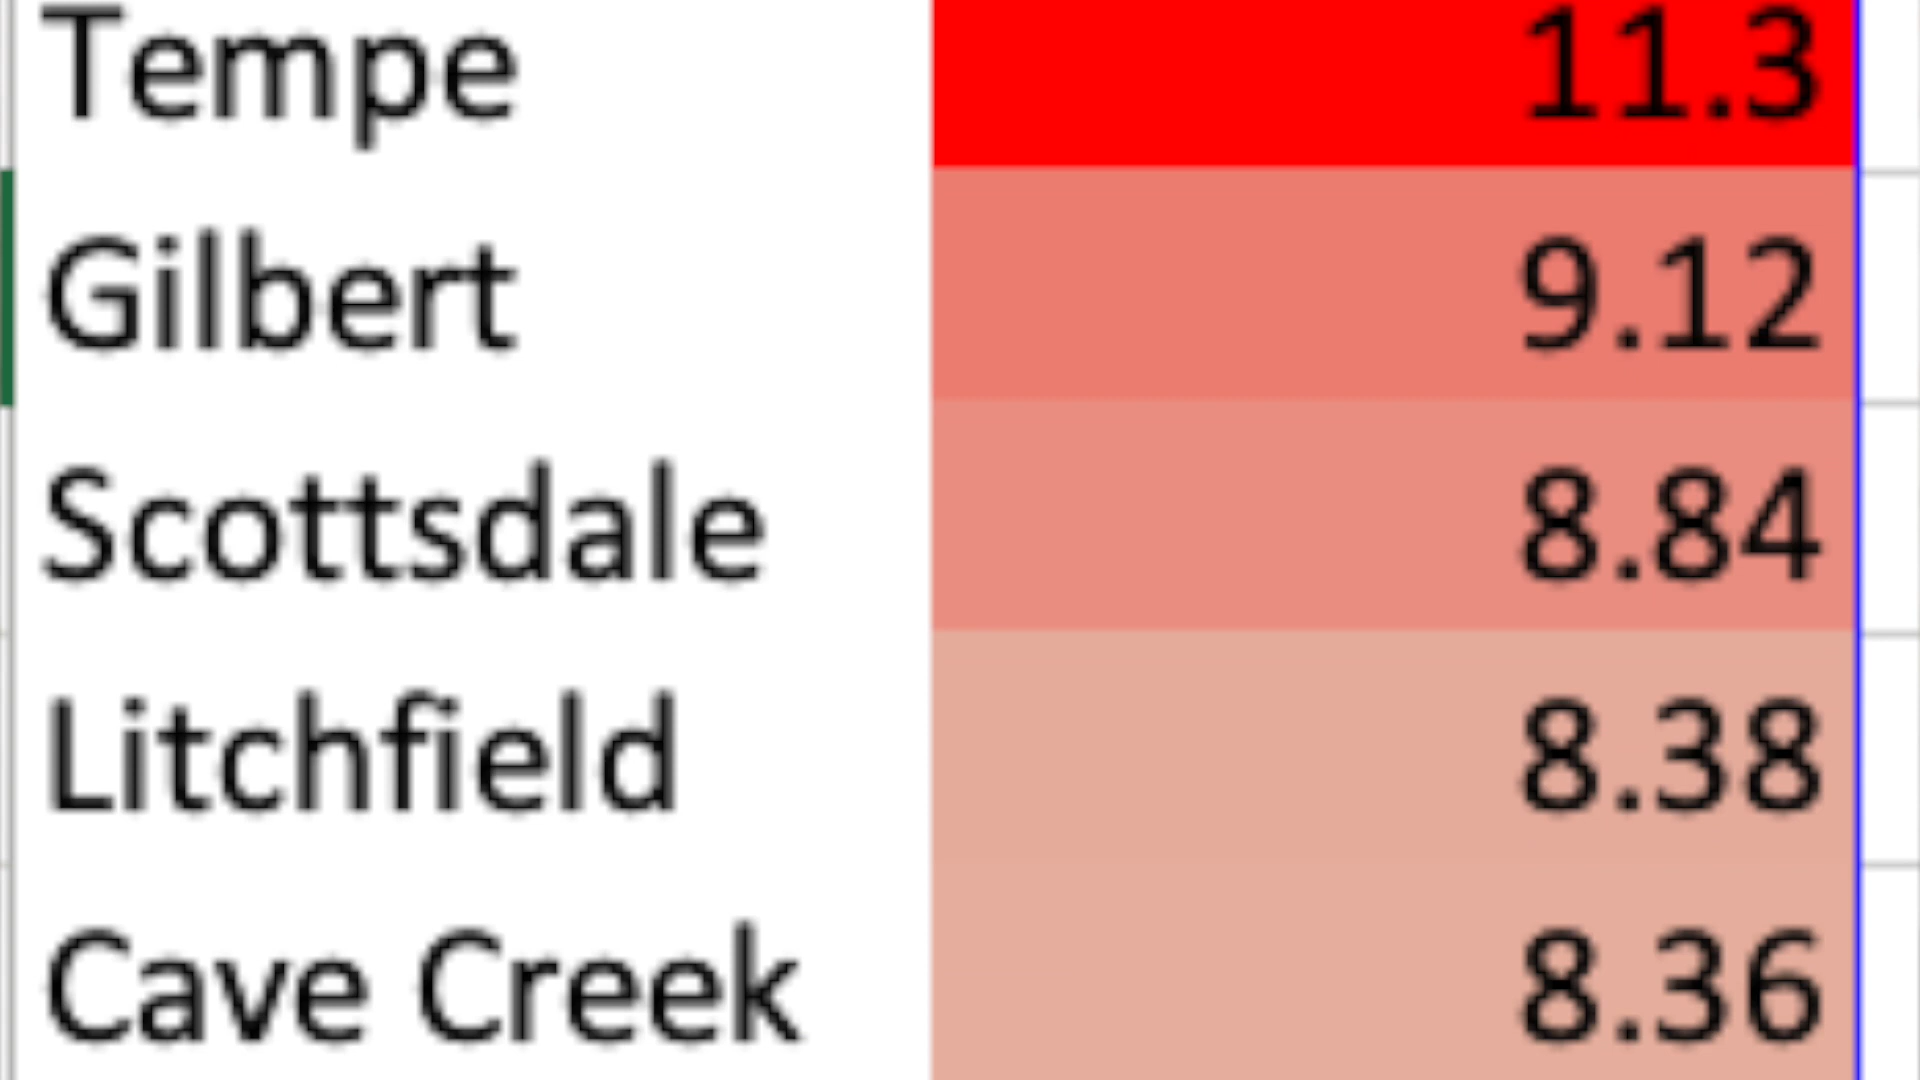 Tempe 11.3
Gilbert 9.12
Scottsdale 8.84
Litchfield 8.38
Cave Creek 8.36